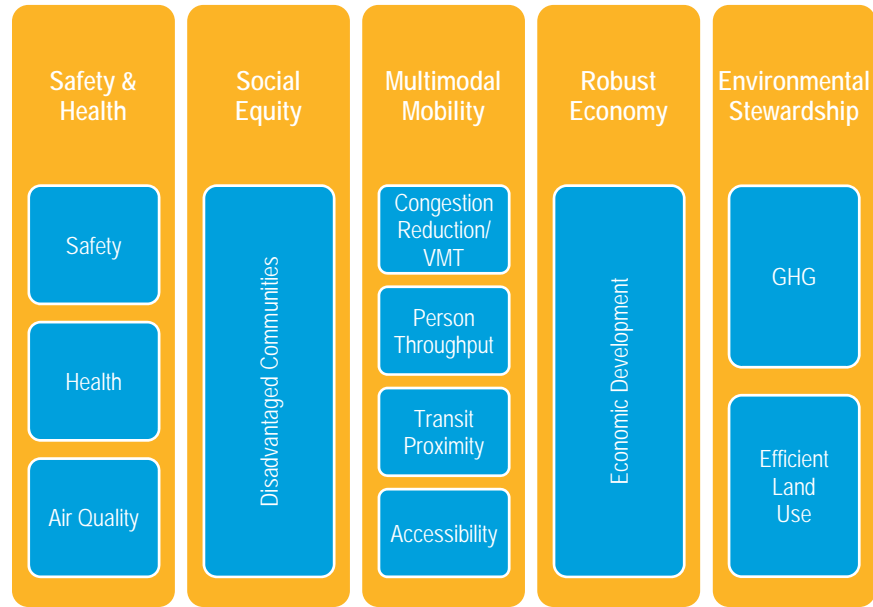 Safety &
Health
Safety
Health
Air Quality
Social
Equity
Disadvantaged Communities
Multimodal
Mobility
Congestion
Reduction/
VMT
Person
Throughput
Transit
Proximity
Accessibility
Robust
Economy
Economic Development
Environmental
Stewardship
GHG
Efficient
Land
Use